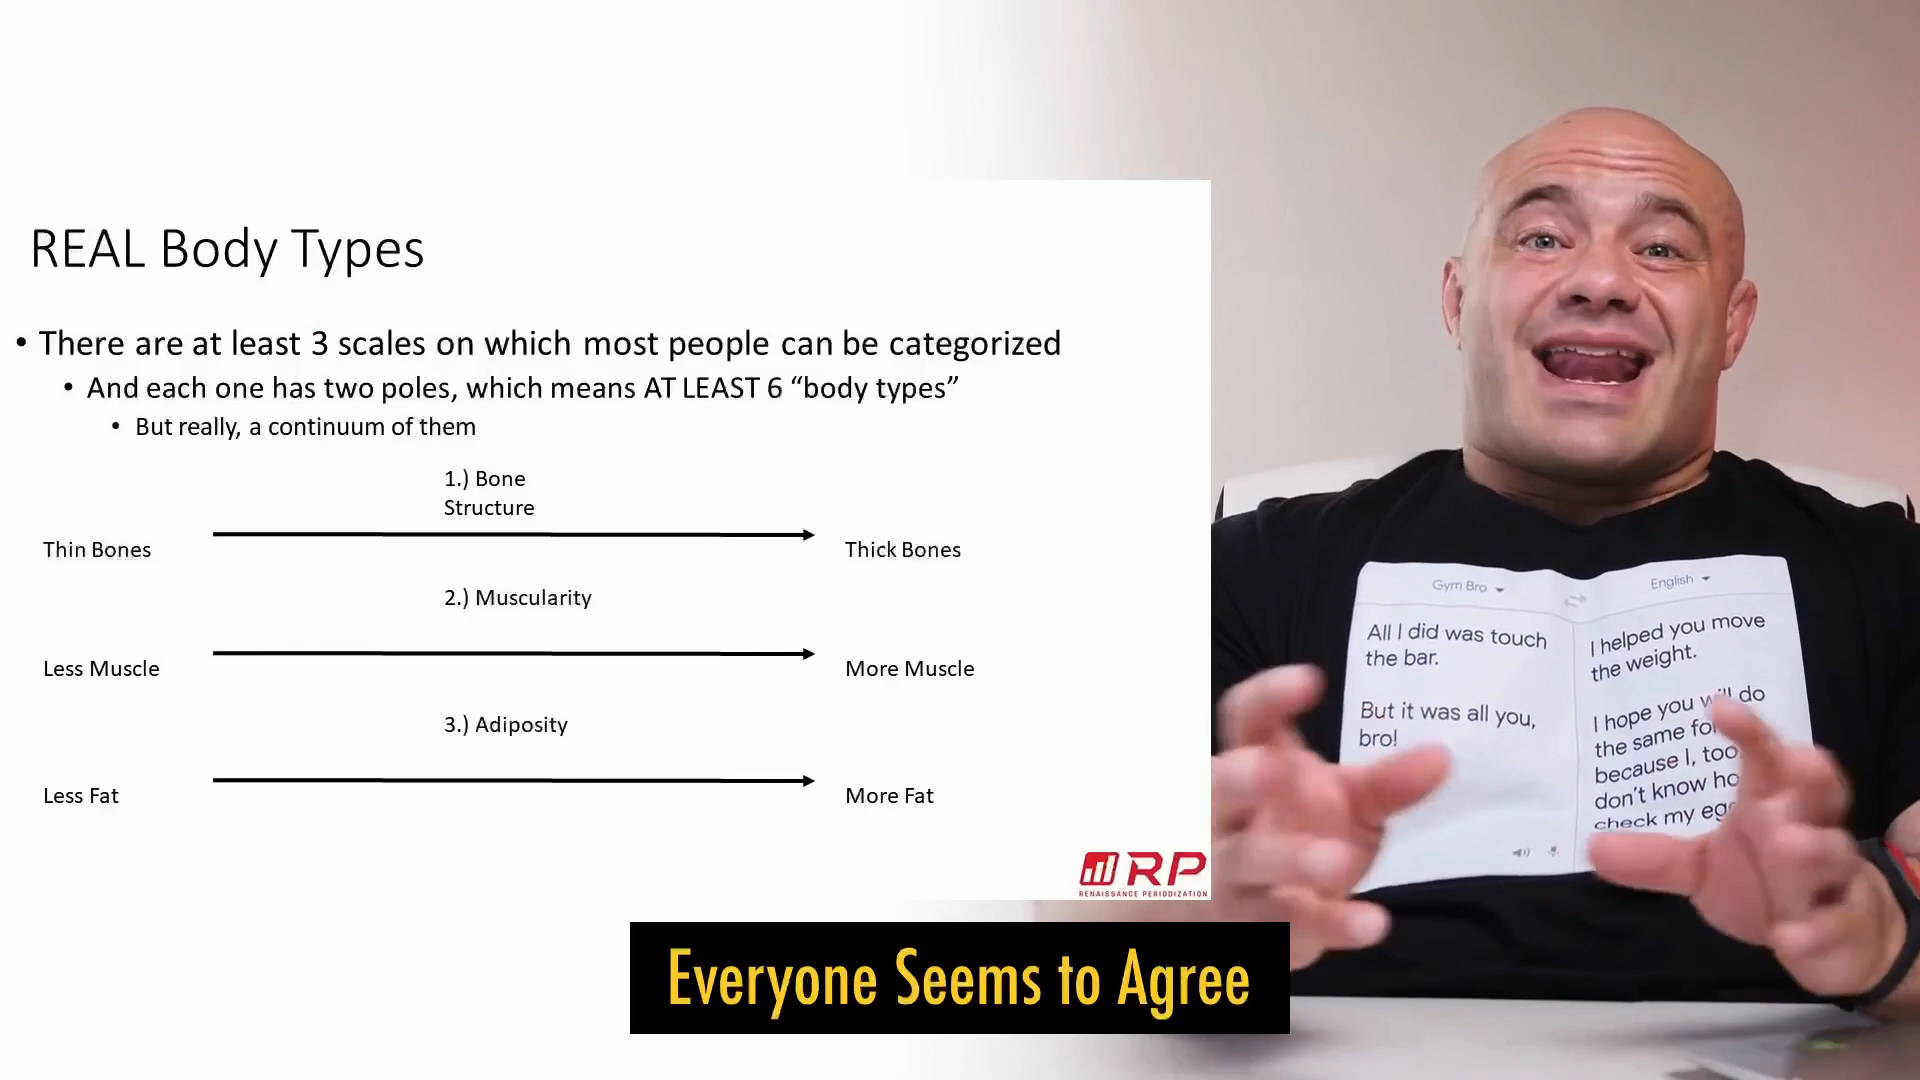 REAL Body Types
• There are at least 3 scales on which most people can be categorized
• And each one has two poles, which means AT LEAST 6 “body types”
• But really, a continuum of them
1.) Bone
Structure
Thin Bones
Thick Bones
2.) Muscularity
Less Muscle
More Muscle
3.) Adiposity
Less Fat
More Fat
RP
RENAISSANCE PERIODIZATION
Gym Bro
English
All I did was touch
the bar.
But it was all you,
bro!
I helped you move
the weight.
I hope you will do
the same
because I, too
don't know
check my
Everyone Seems to Agree